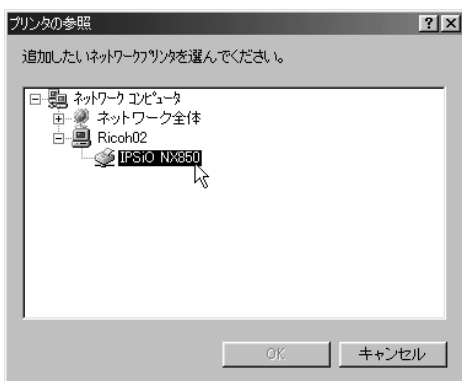 プリンタの参照
追加したいネットワークプリンタを選んでください。
ネットワーク コンピュータ
ネットワーク全体
Ricoh02
IPSiO NX850
OK
キャンセル